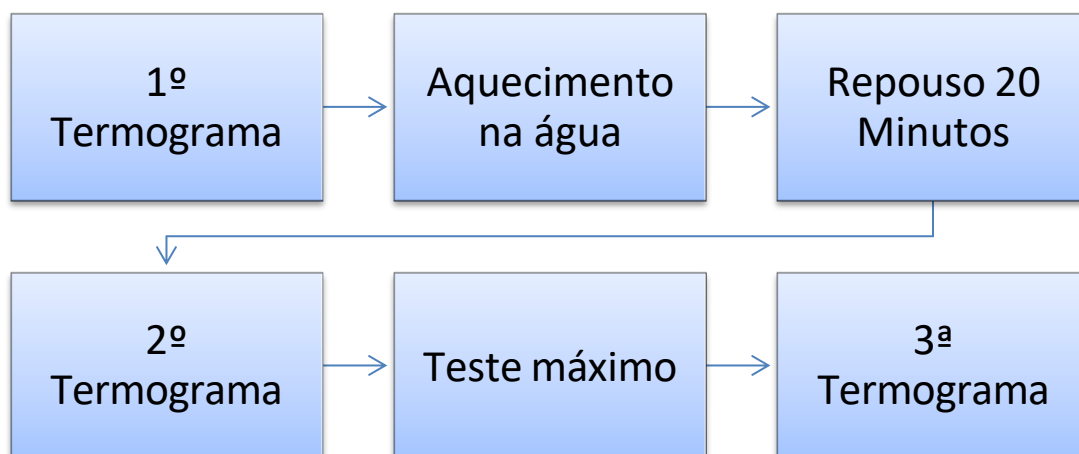 1º
Termograma
Aquecimento
na água
Repouso 20
Minutos
2º
Termograma
Teste máximo
3ª
Termograma